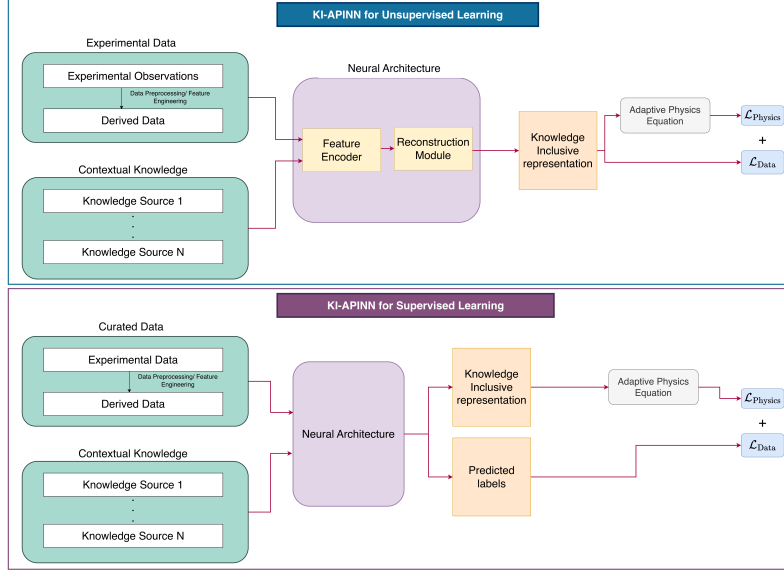 KI-APINN for Unsupervised Learning
Experimental Data
Experimental Observations
Data Preprocessing/ Feature
Engineering
Derived Data
Contextual Knowledge
Knowledge Source 1
.
.
.
Knowledge Source N
Neural Architecture
Feature
Encoder
Reconstruction
Module
Knowledge
Inclusive
representation
Adaptive Physics
Equation
ℒPhysics
+
ℒData
KI-APINN for Supervised Learning
Curated Data
Experimental Data
Data Preprocessing/ Feature
Engineering
Derived Data
Contextual Knowledge
Knowledge Source 1
.
.
.
Knowledge Source N
Neural Architecture
Knowledge
Inclusive
representation
Predicted
labels
Adaptive Physics
Equation
ℒPhysics
+
ℒData